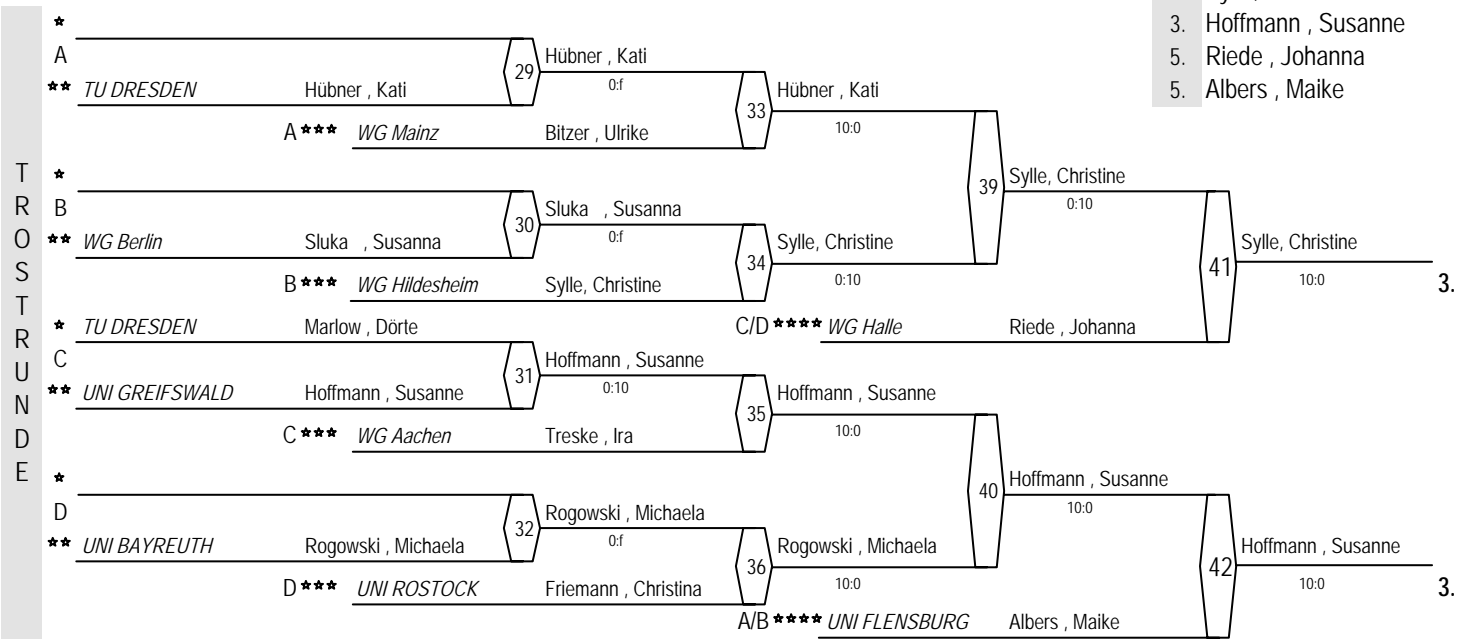 3. Hoffmann , Susanne
5. Riede , Johanna
5. Albers , Maike
TROSTRUNDE
*
A
** TU DRESDEN Hübner , Kati
29
Hübner , Kati
0:f
A *** WG Mainz Bitzer , Ulrike
33
Hübner , Kati
10:0
*
B
** WG Berlin Sluka , Susanna
30
Sluka , Susanna
0:f
B *** WG Hildesheim Sylle, Christine
34
Sylle, Christine
0:10
39
Sylle, Christine
0:10
C/D **** WG Halle Riede , Johanna
41
Sylle, Christine
10:0
3.
* TU DRESDEN Marlow , Dörte
C
** UNI GREIFSWALD Hoffmann , Susanne
31
Hoffmann , Susanne
0:10
C *** WG Aachen Treske , Ira
35
Hoffmann , Susanne
10:0
*
D
** UNI BAYREUTH Rogowski , Michaela
32
Rogowski , Michaela
0:f
D *** UNI ROSTOCK Friemann , Christina
36
Rogowski , Michaela
10:0
40
Hoffmann , Susanne
10:0
A/B **** UNI FLENSBURG Albers , Maike
42
Hoffmann , Susanne
10:0
3.